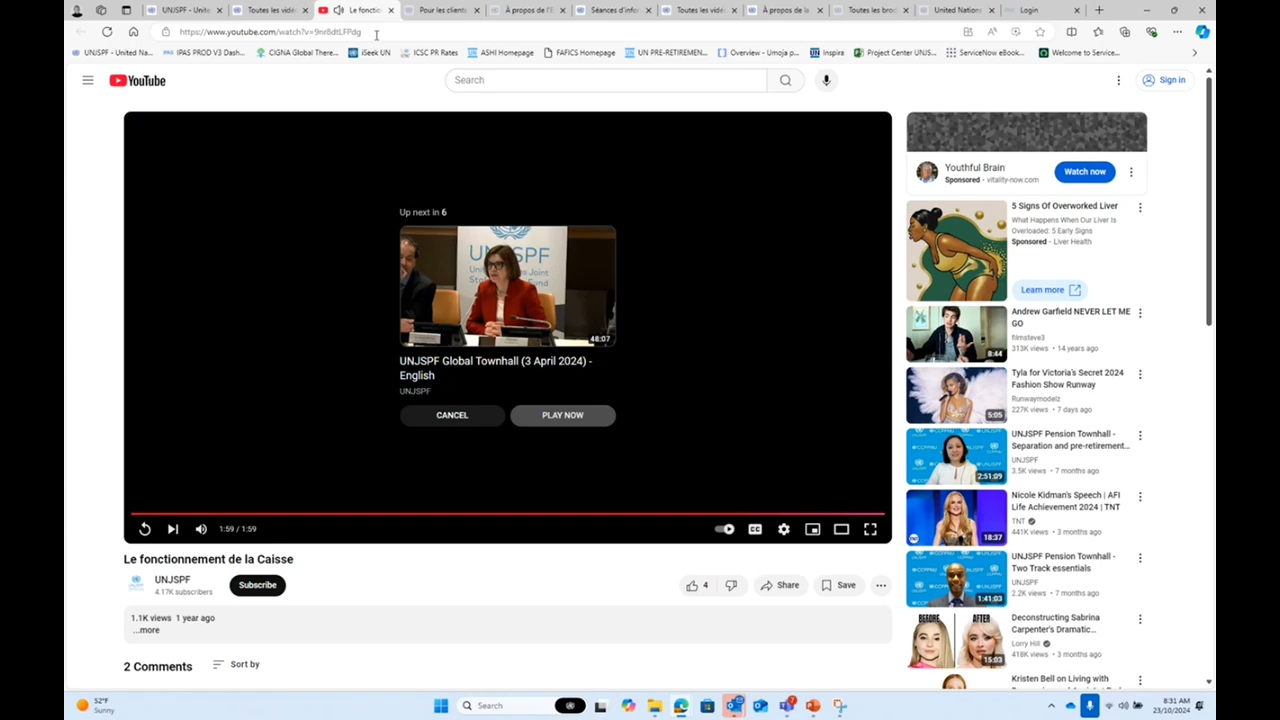 UNJSPF - Unite
Toutes les vidé
Le fonctio
Pour les clients
À propos de l'E
Séances d'infor
Toutes les vide
À propos de le
Toutes les broc
United Nations
Login
https://www.youtube.com/watch?v=9nr8dtLFPdg
UN/SPF - United Na...
IPAS PROD V3 Dash...
CIGNA Global There...
iSeek UN
ICSC PR Rates
ASHI Homepage
FAFICS Homepage
UN PRE-RETIREMEN...
Overview - Umoja p...
Inspira
Project Center UNJS...
ServiceNow eBook...
Welcome to Service...
YouTube
Search
Sign in
Up next in 6
UNJSPF
48:07
UNJSPF Global Townhall (3 April 2024) -
English
UNJSPF
CANCEL
PLAY NOW
1:59 / 1:59
Le fonctionnement de la Caisse
UNJSPF
4.17K subscribers
Subscribe
4
Share
Save
1.1K views 1 year ago
...more
2 Comments
Sort by
Youthful Brain
Sponsored · vitality-now.com
Watch now
5 Signs Of Overworked Liver
What Happens When Our Liver Is
Overloaded: 5 Early Signs
Sponsored · Liver Health
Learn more
Andrew Garfield NEVER LET ME
GO
filmsteve3
313K views • 14 years ago
8:44
Tyla for Victoria's Secret 2024
Fashion Show Runway
Runwaymodelz
227K views • 7 days ago
5:05
UNJSPF Pension Townhall -
Separation and pre-retirement...
UNJSPF
3.5K views • 7 months ago
2:51:09
Nicole Kidman's Speech | AFI
Life Achievement 2024 | TNT
TNT
441K views • 3 months ago
18:37
UNJSPF Pension Townhall -
Two Track essentials
UNJSPF
2.2K views • 7 months ago
1:41:03
BEFORE
AFTER
Deconstructing Sabrina
Carpenter's Dramatic...
Lorry Hill
418K views • 3 months ago
15:03
Kristen Bell on Living with
52°F
Sunny
Search
8:31 AM
23/10/2024